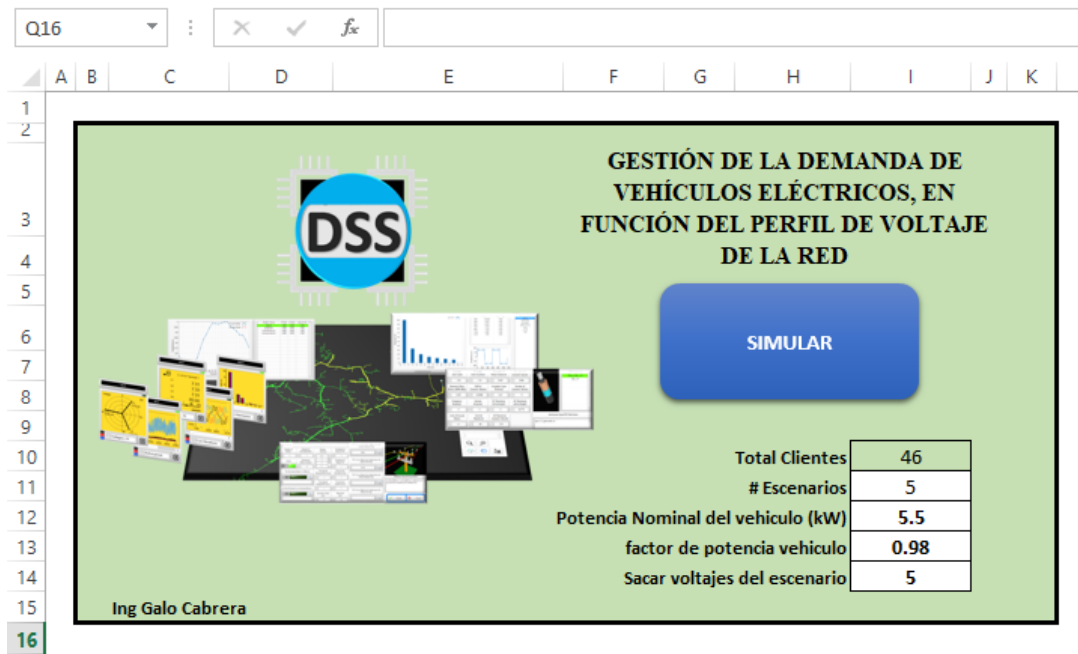 Q16
fx
A B C D E F G H I J K
1
2
GESTIÓN DE LA DEMANDA DE
VEHÍCULOS ELÉCTRICOS, EN
FUNCIÓN DEL PERFIL DE VOLTAJE
DE LA RED
DSS
3
4
5
6
SIMULAR
7
8
9
10 Total Clientes 46
11 # Escenarios 5
12 Potencia Nominal del vehiculo (kW) 5.5
13 factor de potencia vehiculo 0.98
14 Sacar voltajes del escenario 5
15 Ing Galo Cabrera
16